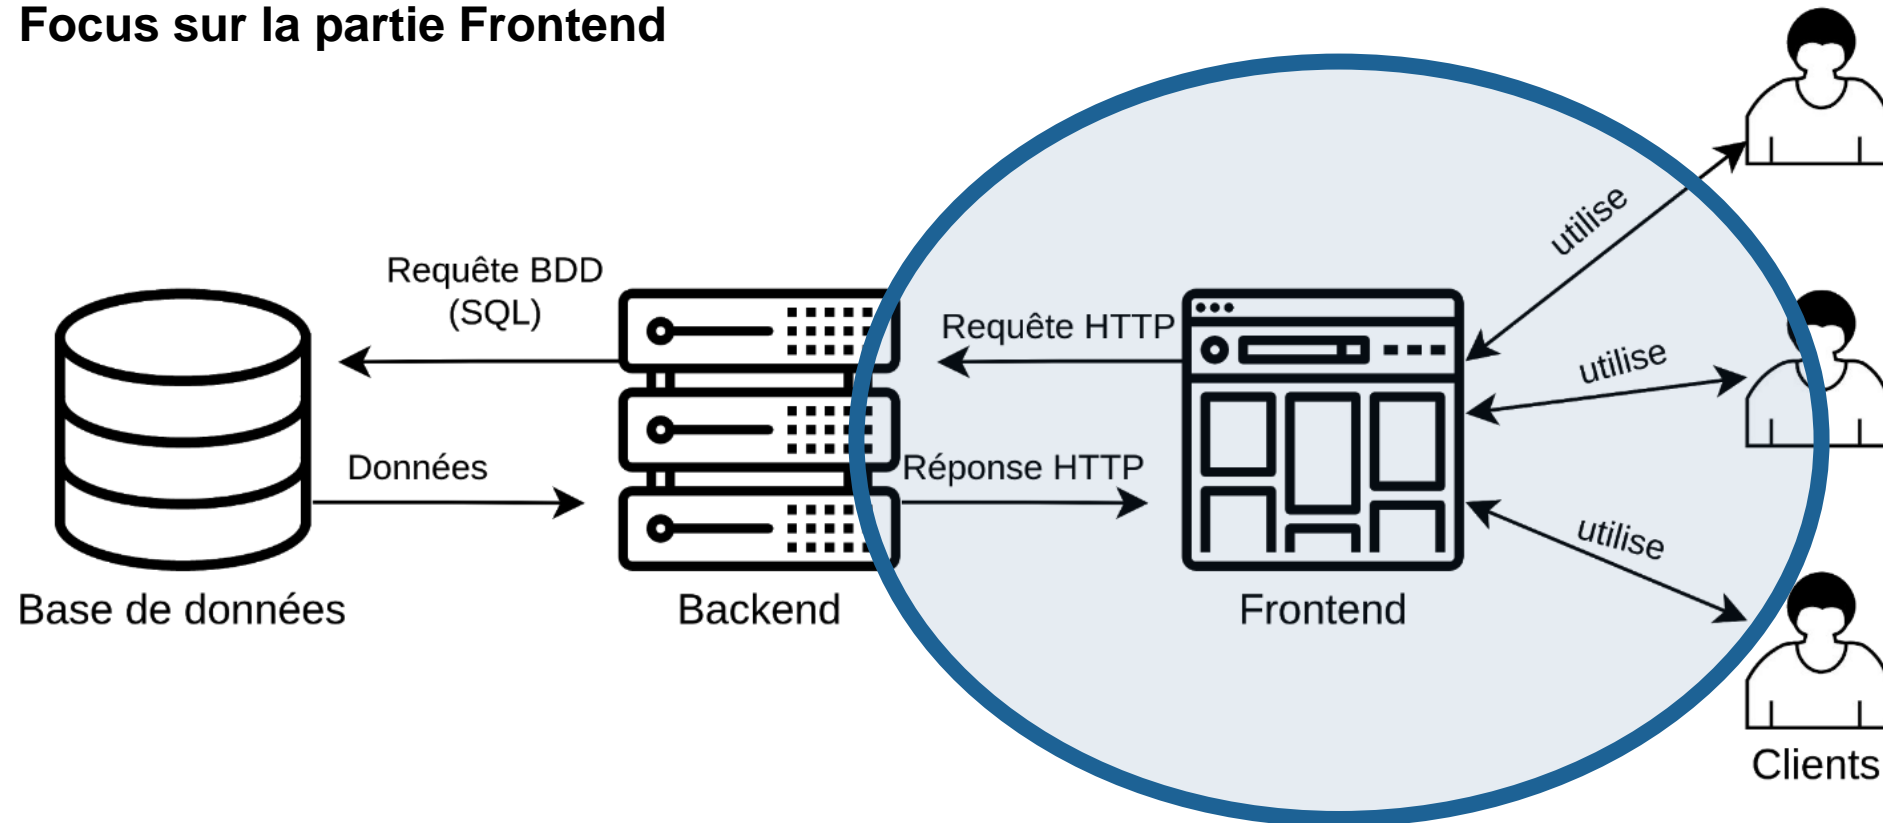 Focus sur la partie Frontend
Requête BDD
(SQL)
Données
Requête HTTP
Réponse HTTP
utilise
utilise
utilise
Base de données
Backend
Frontend
Clients